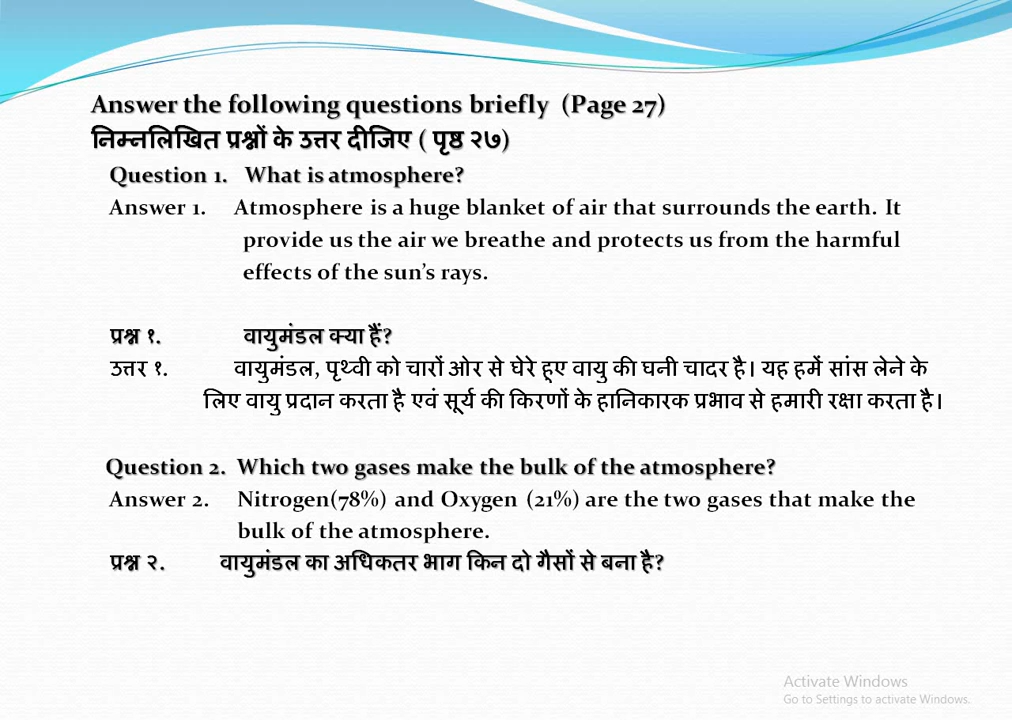 Answer the following questions briefly (Page 27)
निम्नलिखित प्रश्नों के उत्तर दीजिए ( पृष्ठ २७)
Question 1. What is atmosphere?
Answer 1. Atmosphere is a huge blanket of air that surrounds the earth. It
provide us the air we breathe and protects us from the harmful
effects of the sun's rays.
प्रश्न १. वायुमंडल क्या हैं?
उत्तर १. वायुमंडल, पृथ्वी को चारों ओर से घेरे हूए वायु की घनी चादर है। यह हमें सांस लेने के
लिए वायु प्रदान करता है एवं सूर्य की किरणों के हानिकारक प्रभाव से हमारी रक्षा करता है।
Question 2. Which two gases make the bulk of the atmosphere?
Answer 2. Nitrogen(78%) and Oxygen (21%) are the two gases that make the
bulk of the atmosphere.
प्रश्न २. वायुमंडल का अधिकतर भाग किन दो गैसों से बना है?
Activate Windows
Go to Settings to activate Windows.